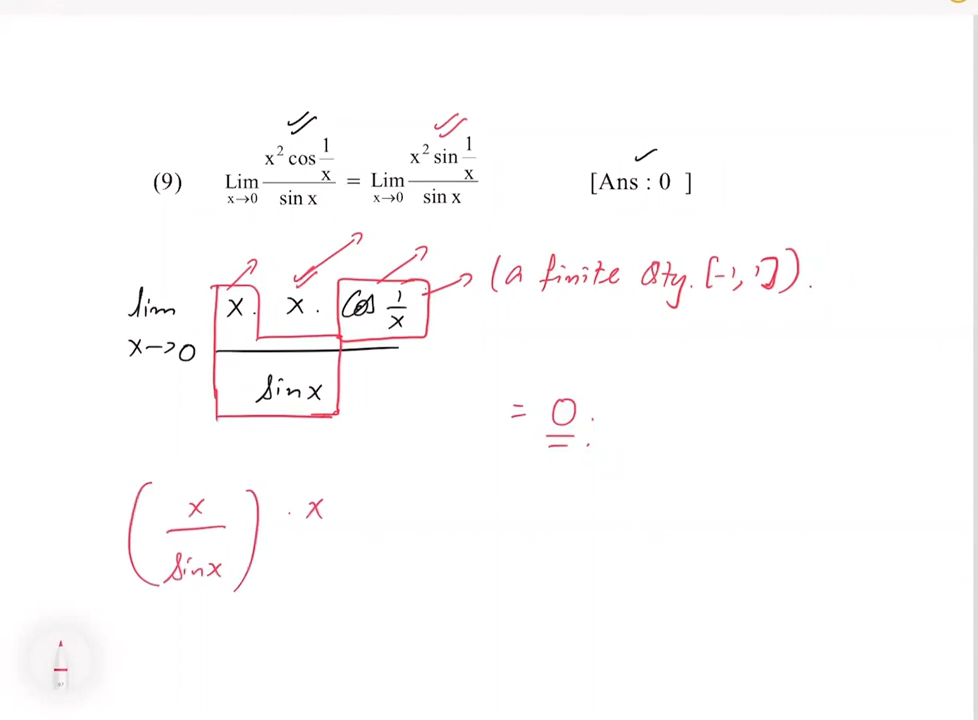 (9) Lim x→0 x² cos 1/x / sin x = Lim x→0 x² sin 1/x / sin x [Ans : 0 ]
lim x→0 x. x. Cos 1/x / sinx → (a finite Qty. [-1, 1]).
= 0.
(x / sinx) . x